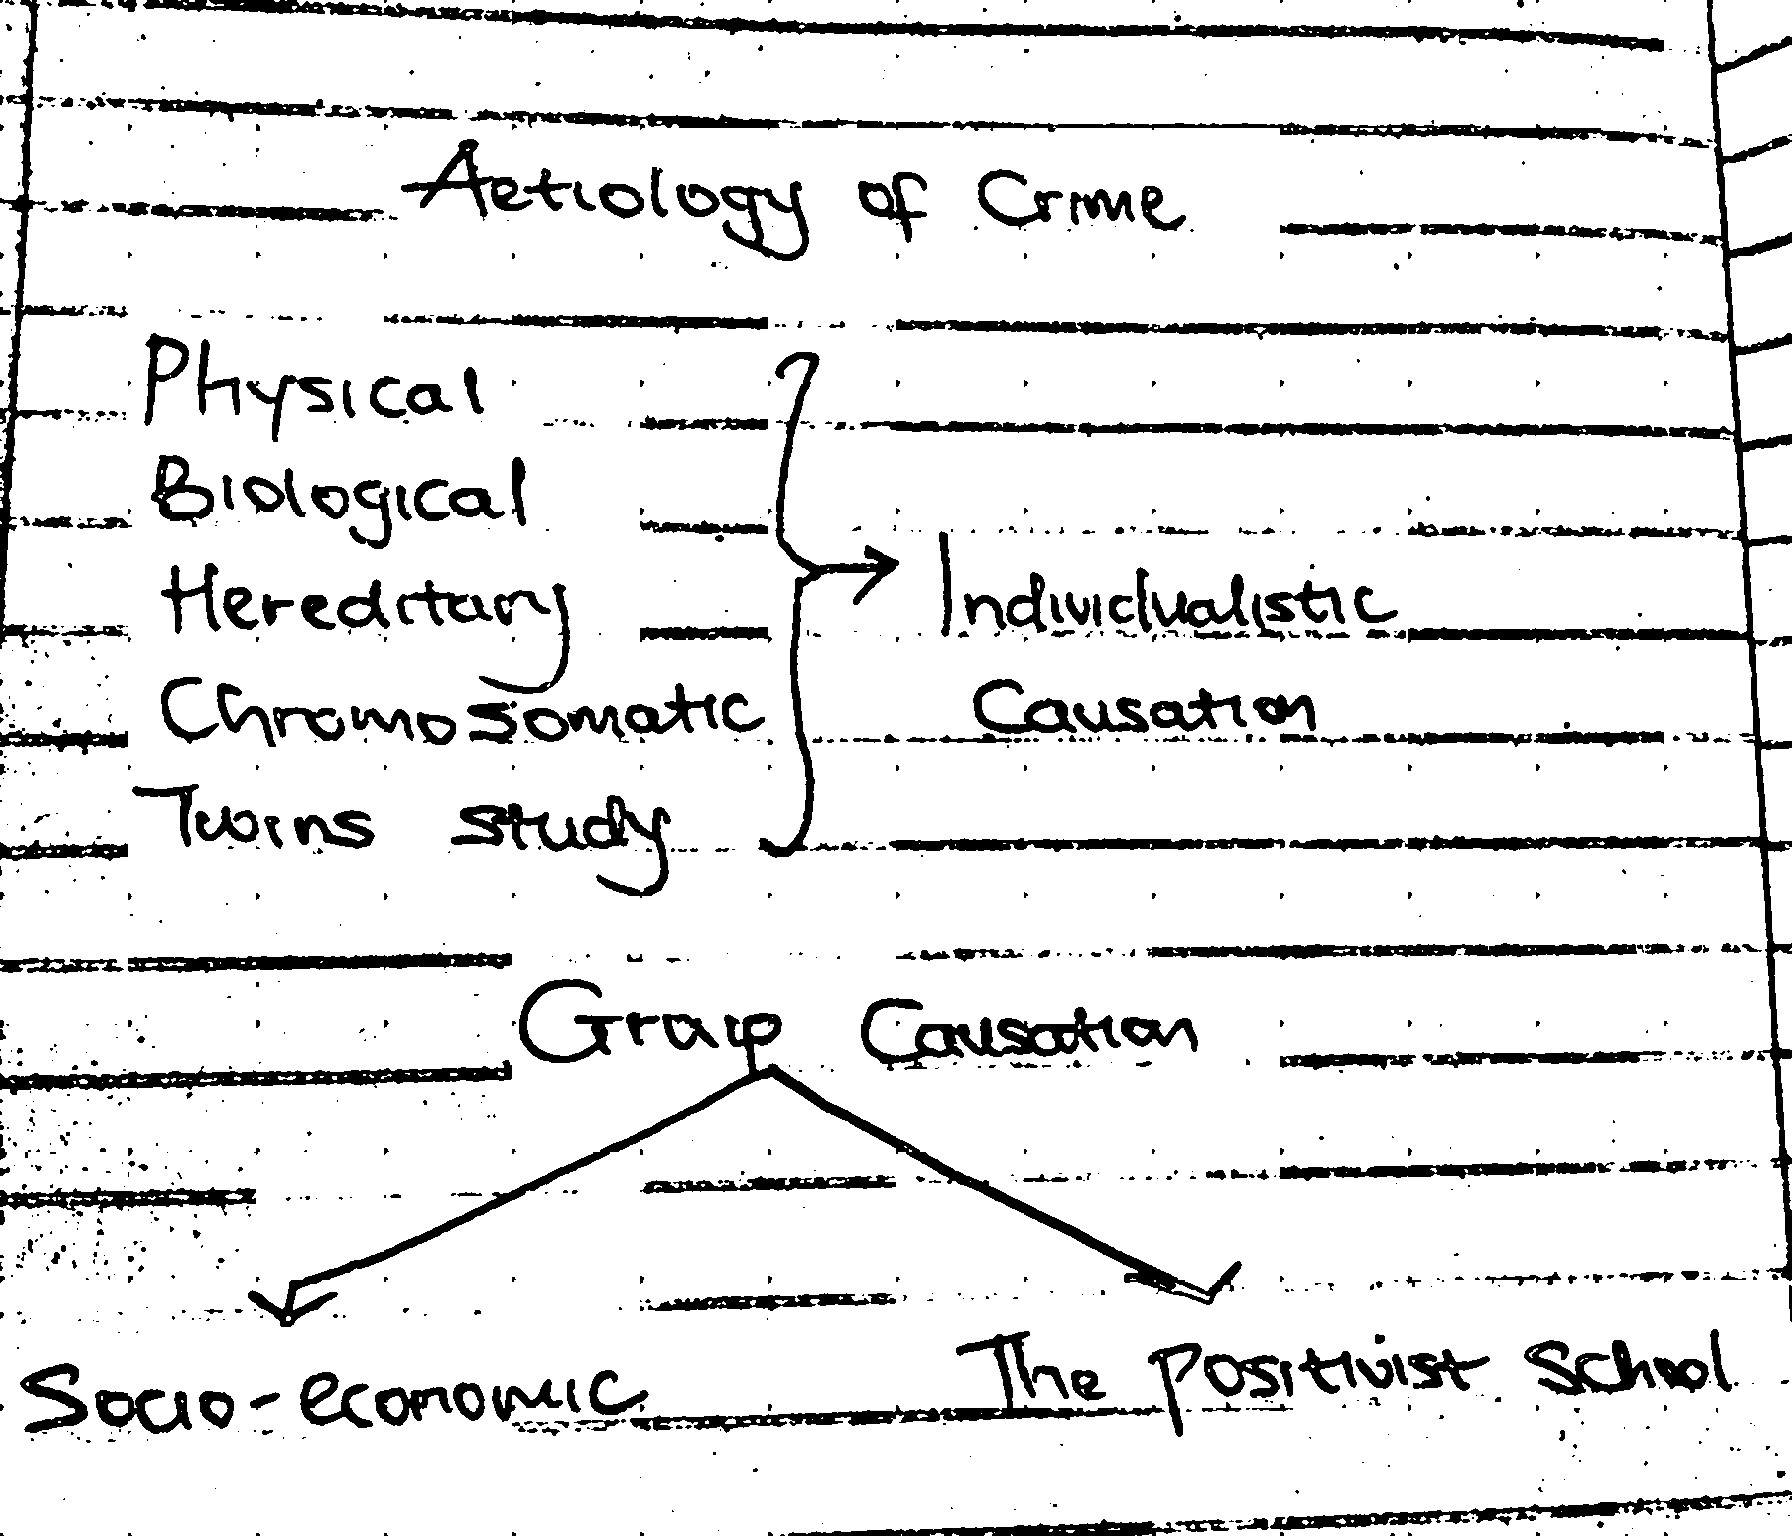 Aetiology of Crime
Physical
Biological
Hereditary
Chromosomatic
Twins study
Individualistic
Causation
Group Causation
Socio-economic
The Positivist School